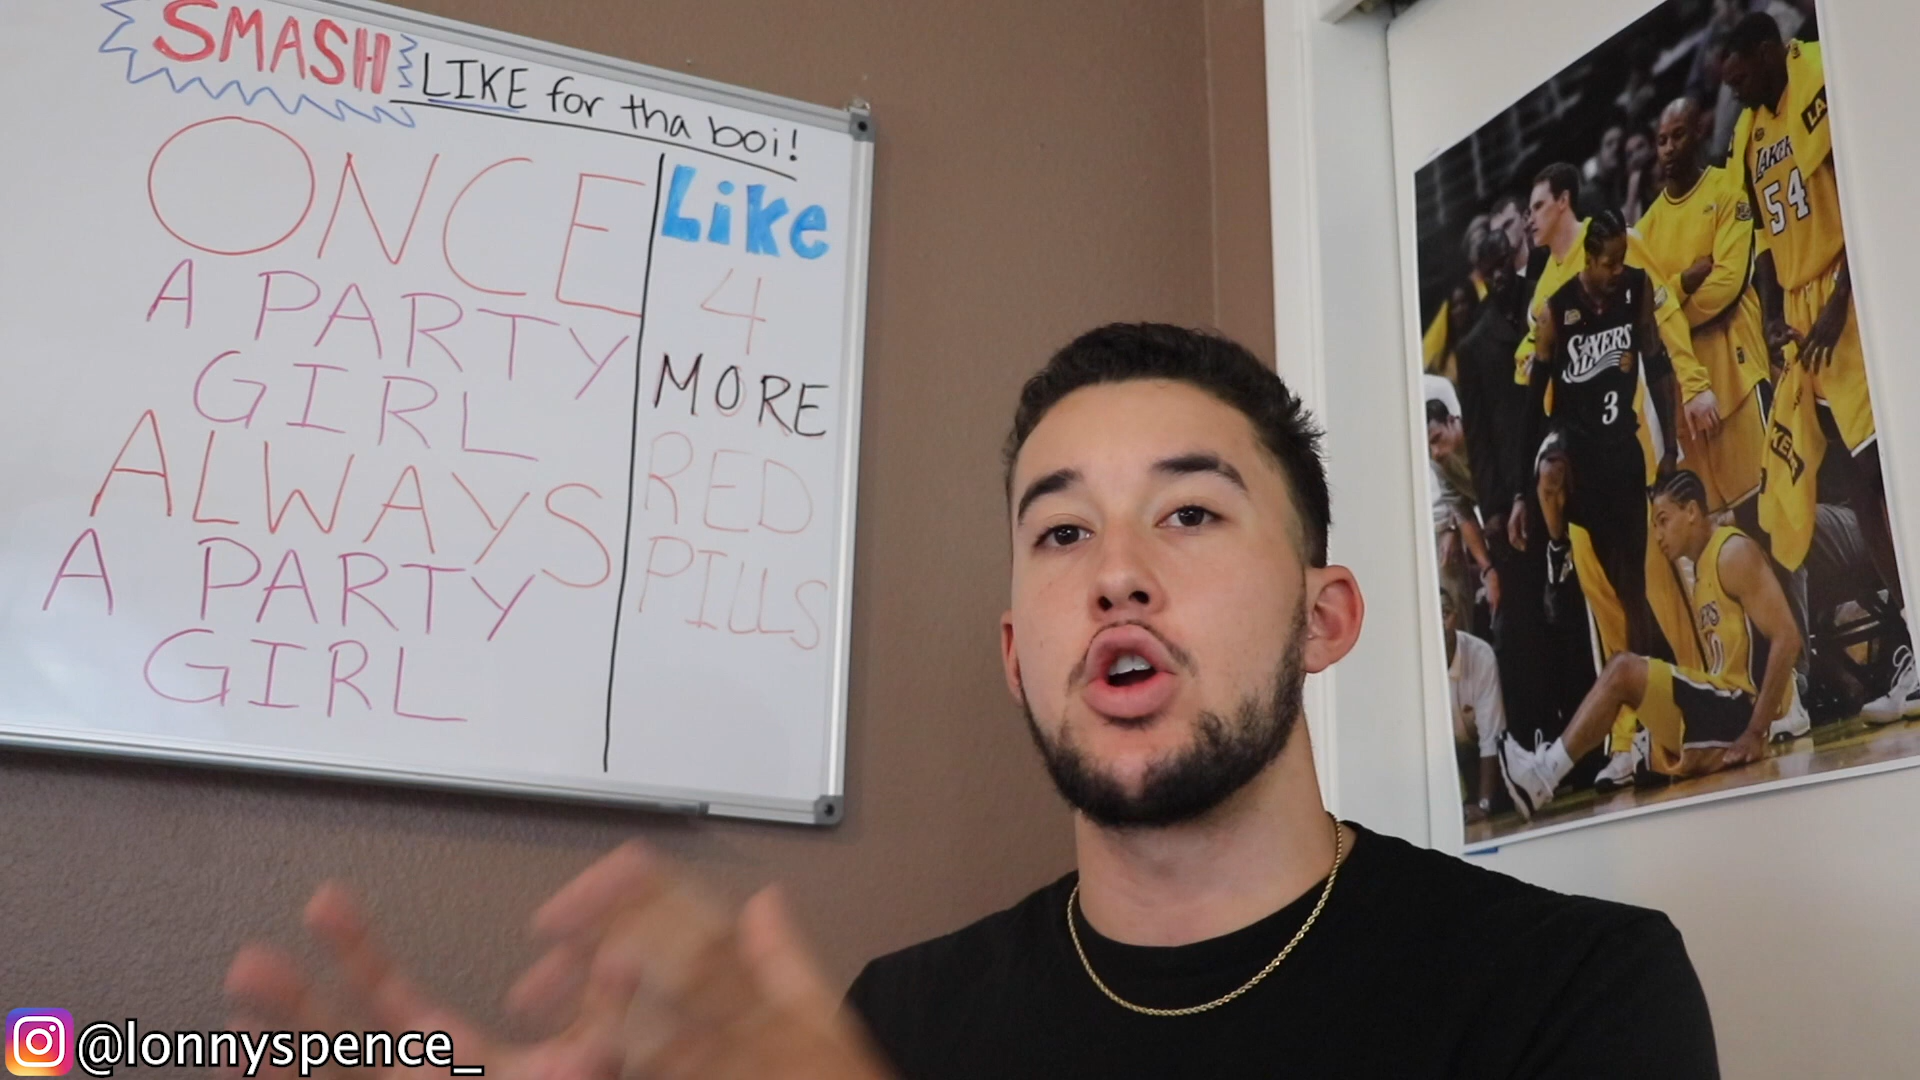 SMASH LIKE for tha boi!
ONCE
A PARTY
GIRL
ALWAYS
A PARTY
GIRL
Like
4
MORE
RED
PILLS
LAKERS
54
LA
SIXERS
3
@lonnyspence_